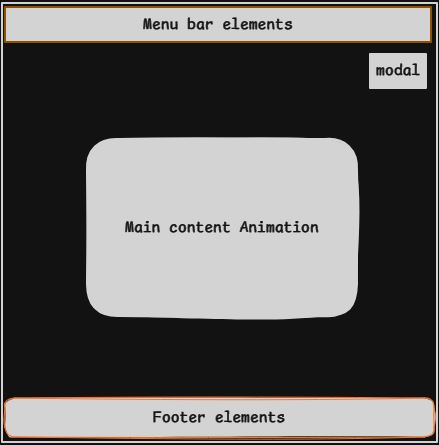 Menu bar elements
modal
Main content Animation
Footer elements